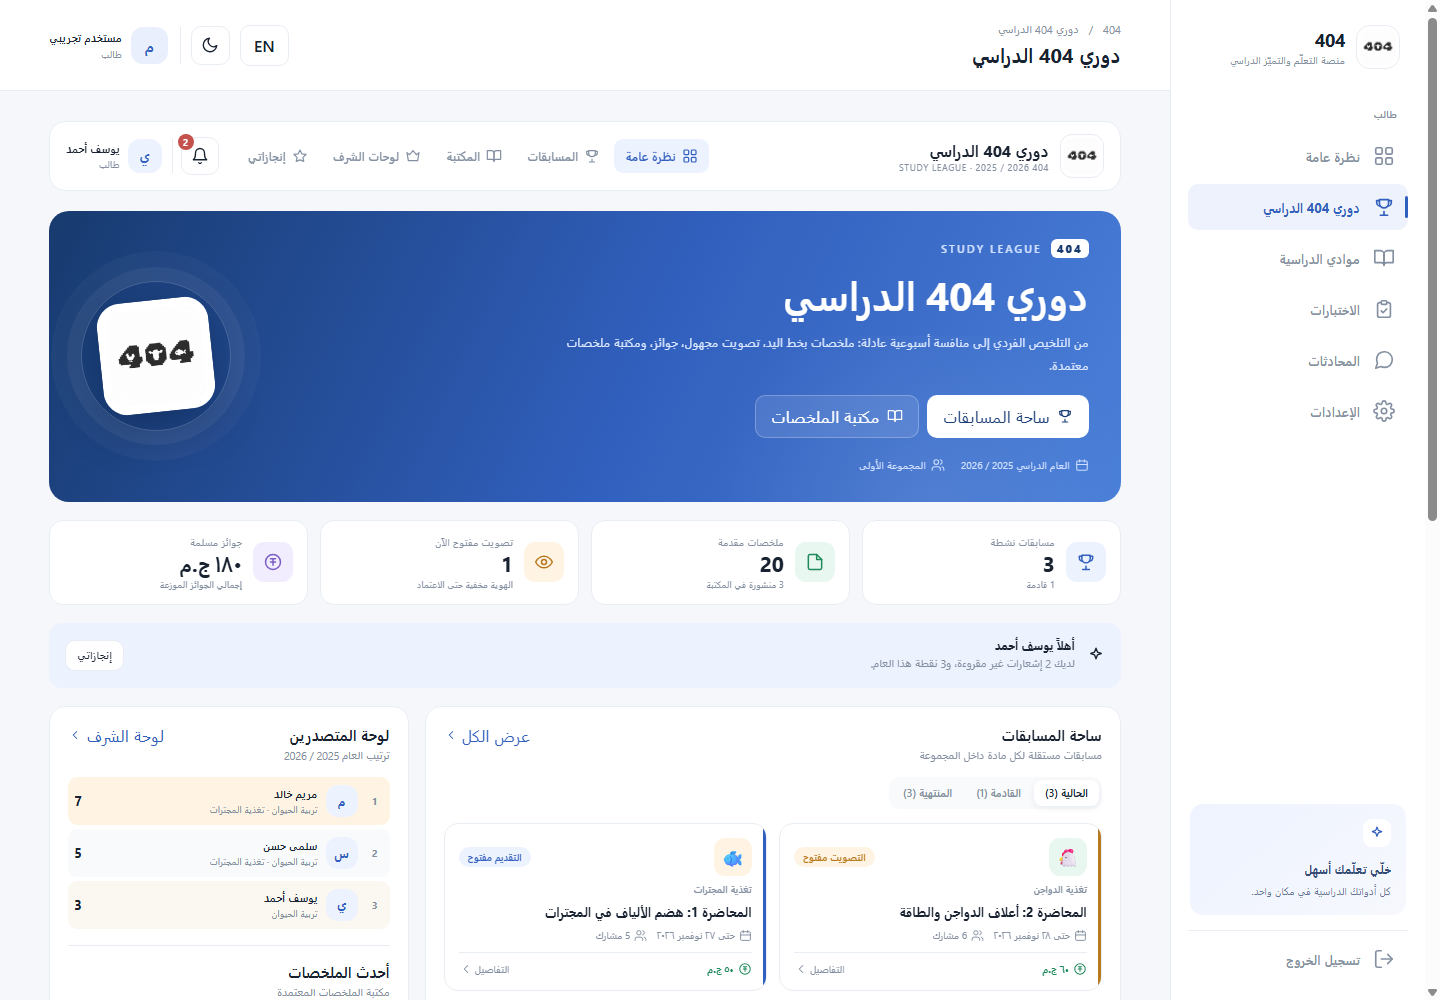 404
404
منصة التعلّم والتميّز الدراسي
طالب
نظرة عامة
دوري 404 الدراسي
موادي الدراسية
الاختبارات
المحادثات
الإعدادات
خلّي تعلّمك أسهل
كل أدواتك الدراسية في مكان واحد.
تسجيل الخروج
404 / دوري 404 الدراسي
دوري 404 الدراسي
EN
م
مستخدم تجريبي
طالب
404
دوري 404 الدراسي
404 STUDY LEAGUE · 2025 / 2026
نظرة عامة
المسابقات
المكتبة
لوحات الشرف
إنجازاتي
2
ي
يوسف أحمد
طالب
404 STUDY LEAGUE
دوري 404 الدراسي
من التلخيص الفردي إلى منافسة أسبوعية عادلة: ملخصات بخط اليد، تصويت مجهول، جوائز، ومكتبة ملخصات
معتمدة.
ساحة المسابقات
مكتبة الملخصات
العام الدراسي 2025 / 2026
المجموعة الأولى
404
مسابقات نشطة
3
1 قادمة
ملخصات مقدمة
20
3 منشورة في المكتبة
تصويت مفتوح الآن
1
الهوية مخفية حتى الاعتماد
جوائز مسلمة
١٨٠ ج.م
إجمالي الجوائز الموزعة
أهلاً يوسف أحمد
لديك 2 إشعارات غير مقروءة، و3 نقطة هذا العام.
إنجازاتي
ساحة المسابقات
مسابقات مستقلة لكل مادة داخل المجموعة
عرض الكل
الحالية (3)
القادمة (1)
المنتهية (3)
التصويت مفتوح
تغذية الدواجن
المحاضرة 2: أعلاف الدواجن والطاقة
حتى ٢٨ نوفمبر ٢٠٢٦
6 مشارك
٦٠ ج.م
التفاصيل
التقديم مفتوح
تغذية المجترات
المحاضرة 1: هضم الألياف في المجترات
حتى ٢٧ نوفمبر ٢٠٢٦
5 مشارك
٥٠ ج.م
التفاصيل
لوحة المتصدرين
ترتيب العام 2025 / 2026
لوحة الشرف
1
م
مريم خالد
تربية الحيوان · تغذية المجترات
7
2
س
سلمى حسن
تربية الحيوان · تغذية المجترات
5
3
ي
يوسف أحمد
تربية الحيوان
3
أحدث الملخصات
مكتبة الملخصات المعتمدة